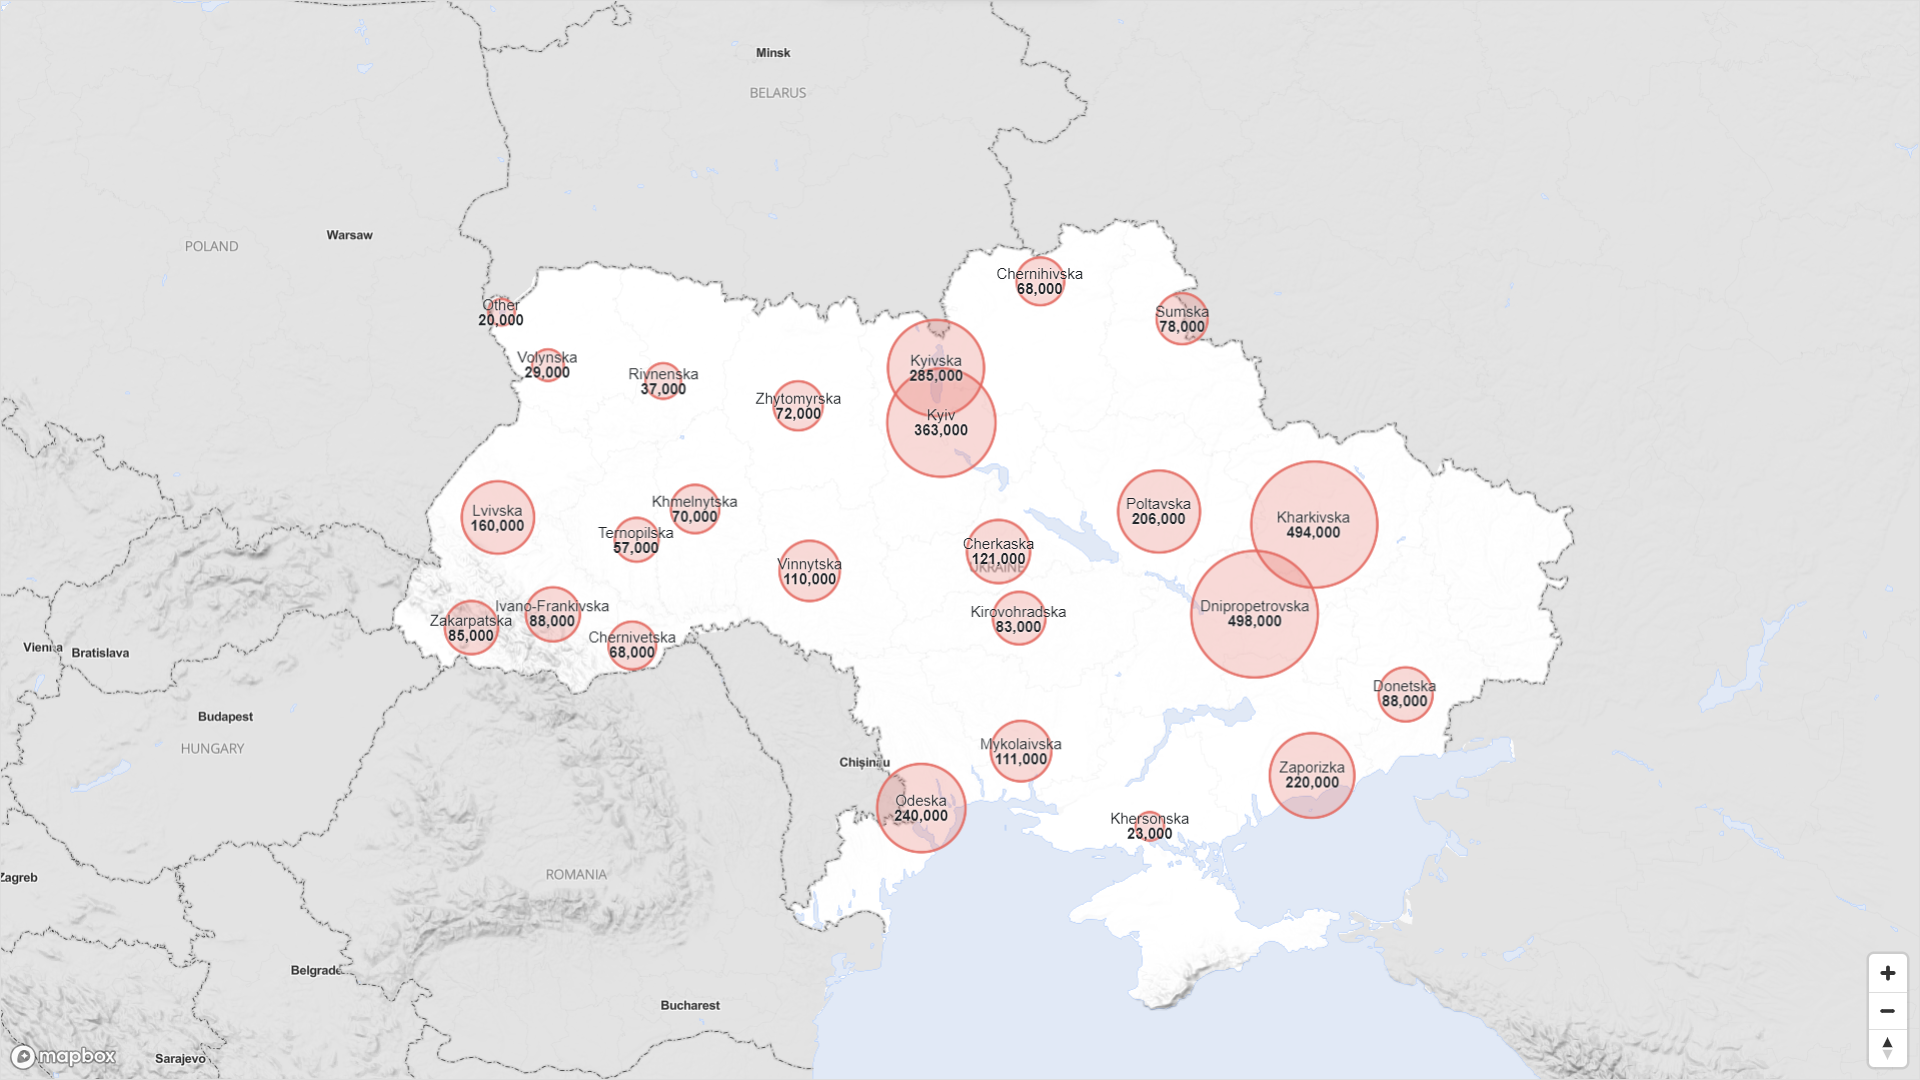 Minsk
BELARUS
Warsaw
POLAND
Chernihivska
68,000
Other
20,000
Sumska
78,000
Volynska
29,000
Kyivska
285,000
Rivnenska
37,000
Zhytomyrska
72,000
Kyiv
363,000
Lvivska
160,000
Khmelnytska
70,000
Poltavska
206,000
Kharkivska
494,000
Ternopilska
57,000
Cherkaska
121,000
UKRAINE
Vinnytska
110,000
Ivano-Frankivska
88,000
Dnipropetrovska
498,000
Zakarpatska
85,000
Kirovohradska
83,000
Chernivetska
68,000
Vienna
Bratislava
Donetska
88,000
Budapest
HUNGARY
Mykolaivska
111,000
Chișinău
Zaporizka
220,000
Odeska
240,000
Khersonska
23,000
Zagreb
ROMANIA
Belgrade
Bucharest
Sarajevo
mapbox